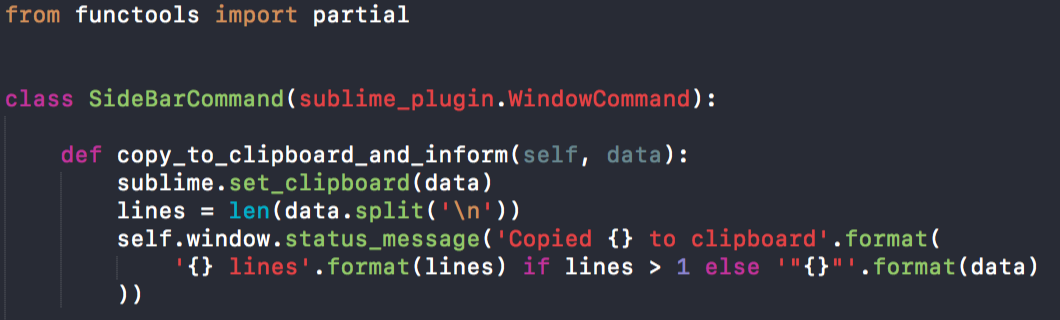 from functools import partial
class SideBarCommand(sublime_plugin.WindowCommand):
def copy_to_clipboard_and_inform(self, data):
sublime.set_clipboard(data)
lines = len(data.split('\n'))
self.window.status_message('Copied {} to clipboard'.format(
'{} lines'.format(lines) if lines > 1 else '"{}"'.format(data)
))